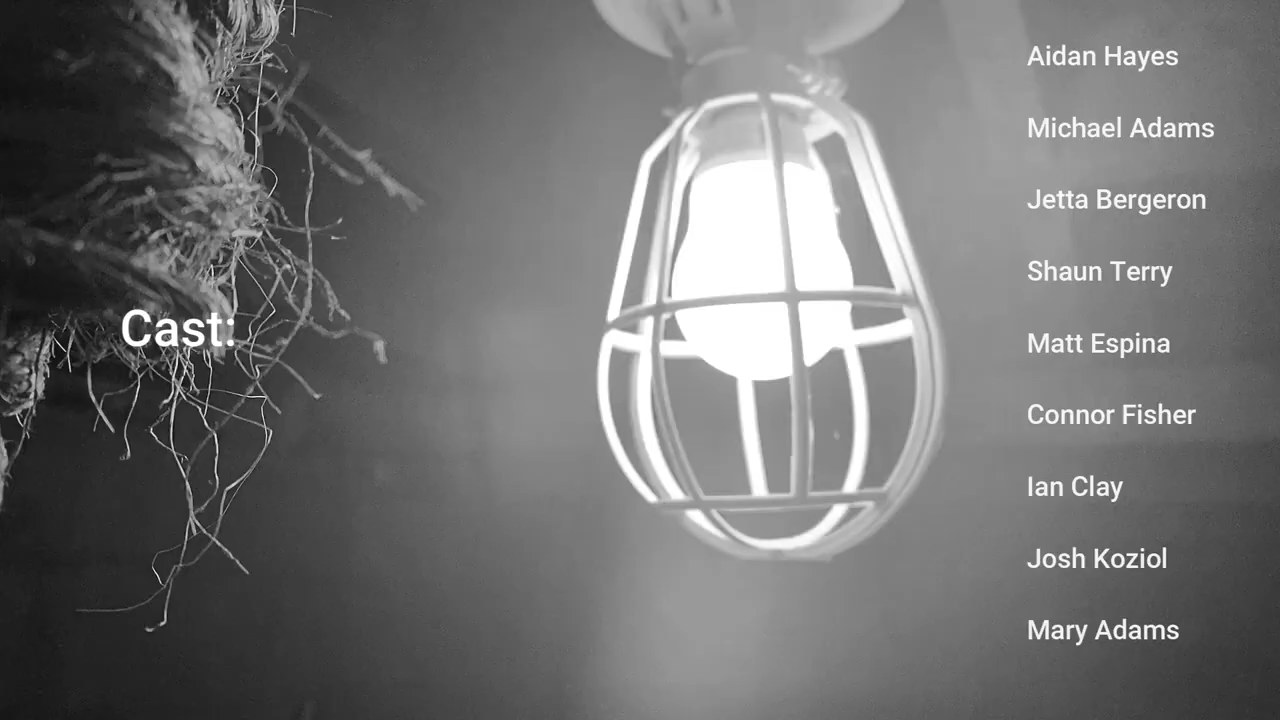 Cast:
Aidan Hayes
Michael Adams
Jetta Bergeron
Shaun Terry
Matt Espina
Connor Fisher
Ian Clay
Josh Koziol
Mary Adams